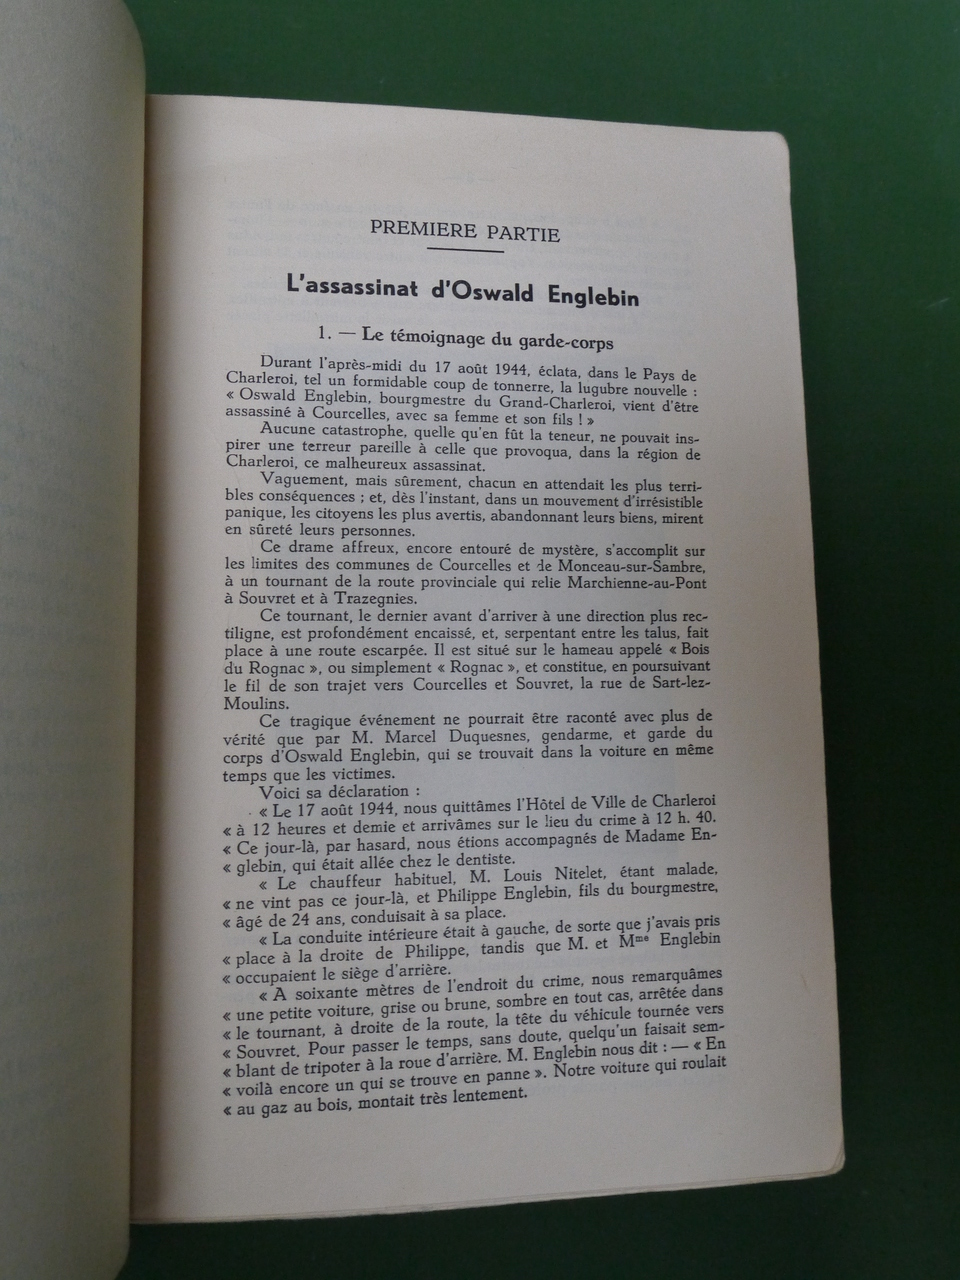 PREMIERE PARTIE
L'assassinat d'Oswald Englebin
1. — Le témoignage du garde-corps
Durant l'après-midi du 17 août 1944, éclata, dans le Pays de
Charleroi, tel un formidable coup de tonnerre, la lugubre nouvelle :
« Oswald Englebin, bourgmestre du Grand-Charleroi, vient d'être
assassiné à Courcelles, avec sa femme et son fils ! »
Aucune catastrophe, quelle qu'en fût la teneur, ne pouvait ins-
pirer une terreur pareille à celle que provoqua, dans la région de
Charleroi, ce malheureux assassinat.
Vaguement, mais sûrement, chacun en attendait les plus terri-
bles conséquences ; et, dès l'instant, dans un mouvement d'irrésistible
panique, les citoyens les plus avertis, abandonnant leurs biens, mirent
en sûreté leurs personnes.
Ce drame affreux, encore entouré de mystère, s'accomplit sur
les limites des communes de Courcelles et de Monceau-sur-Sambre,
à un tournant de la route provinciale qui relie Marchienne-au-Pont
à Souvret et à Trazegnies.
Ce tournant, le dernier avant d'arriver à une direction plus rec-
tiligne, est profondément encaissé, et, serpentant entre les talus, fait
place à une route escarpée. Il est situé sur le hameau appelé « Bois
du Rognac », ou simplement « Rognac », et constitue, en poursuivant
le fil de son trajet vers Courcelles et Souvret, la rue de Sart-lez-
Moulins.
Ce tragique événement ne pourrait être raconté avec plus de
vérité que par M. Marcel Duquesnes, gendarme, et garde du
corps d'Oswald Englebin, qui se trouvait dans la voiture en même
temps que les victimes.
Voici sa déclaration :
« Le 17 août 1944, nous quittâmes l'Hôtel de Ville de Charleroi
« à 12 heures et demie et arrivâmes sur le lieu du crime à 12 h. 40.
« Ce jour-là, par hasard, nous étions accompagnés de Madame En-
« glebin, qui était allée chez le dentiste.
« Le chauffeur habituel, M. Louis Nitelet, étant malade,
« ne vint pas ce jour-là, et Philippe Englebin, fils du bourgmestre,
« âgé de 24 ans, conduisait à sa place.
« La conduite intérieure était à gauche, de sorte que j'avais pris
« place à la droite de Philippe, tandis que M. et Mme Englebin
« occupaient le siège d'arrière.
« A soixante mètres de l'endroit du crime, nous remarquâmes
« une petite voiture, grise ou brune, sombre en tout cas, arrêtée dans
« le tournant, à droite de la route, la tête du véhicule tournée vers
« Souvret. Pour passer le temps, sans doute, quelqu'un faisait sem-
« blant de tripoter à la roue d'arrière. M. Englebin nous dit : — « En
« voilà encore un qui se trouve en panne ». Notre voiture qui roulait
« au gaz au bois, montait très lentement.